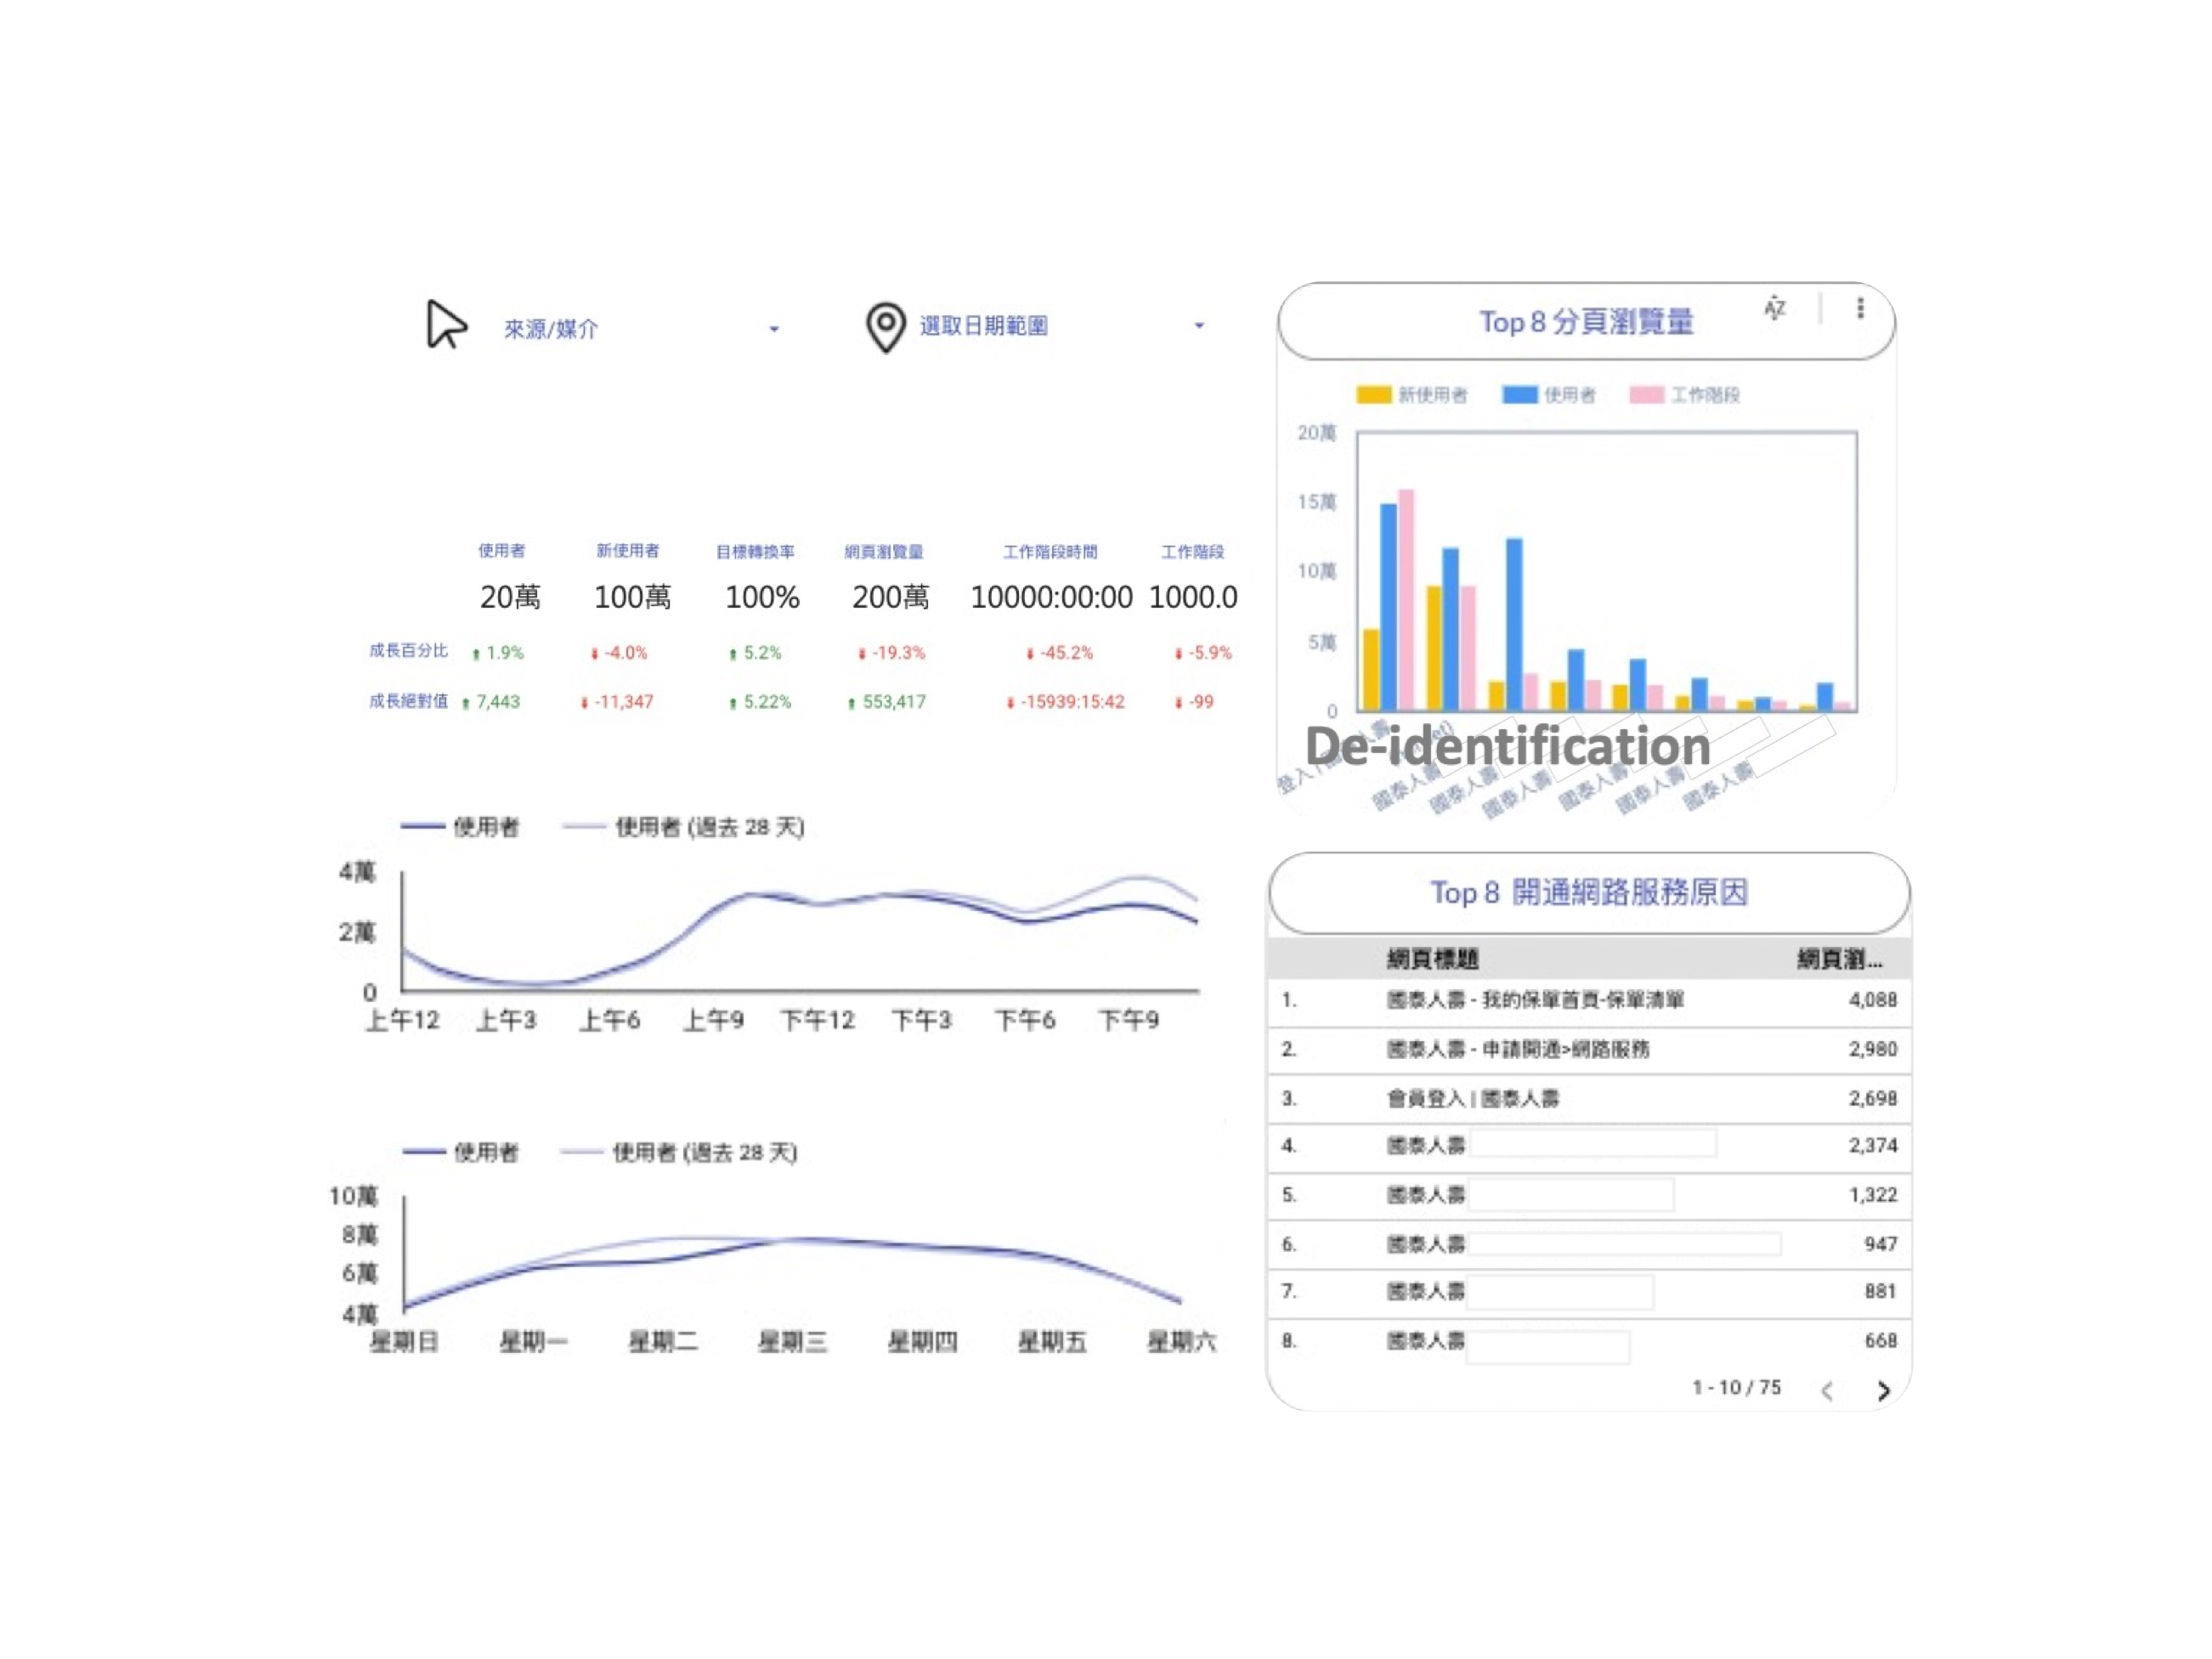 來源/媒介
選取日期範圍
使用者 新使用者 目標轉換率 網頁瀏覽量 工作階段時間 工作階段
20萬 100萬 100% 200萬 10000:00:00 1000.0
成長百分比 1.9% -4.0% 5.2% -19.3% -45.2% -5.9%
成長絕對值 7,443 -11,347 5.22% 553,417 -15939:15:42 -99
使用者 使用者 (過去 28 天)
4萬
2萬
0
上午12 上午3 上午6 上午9 下午12 下午3 下午6 下午9
使用者 使用者 (過去 28 天)
10萬
8萬
6萬
4萬
星期日 星期一 星期二 星期三 星期四 星期五 星期六
Top 8 分頁瀏覽量
新使用者 使用者 工作階段
20萬
15萬
10萬
5萬
0
De-identification
登入 | 國泰人壽
國泰人壽
國泰人壽
國泰人壽
國泰人壽
國泰人壽
國泰人壽
Top 8 開通網路服務原因
網頁標題 網頁瀏...
1. 國泰人壽 - 我的保單首頁-保單清單 4,088
2. 國泰人壽 - 申請開通>網路服務 2,980
3. 會員登入 | 國泰人壽 2,698
4. 國泰人壽 2,374
5. 國泰人壽 1,322
6. 國泰人壽 947
7. 國泰人壽 881
8. 國泰人壽 668
1 - 10 / 75